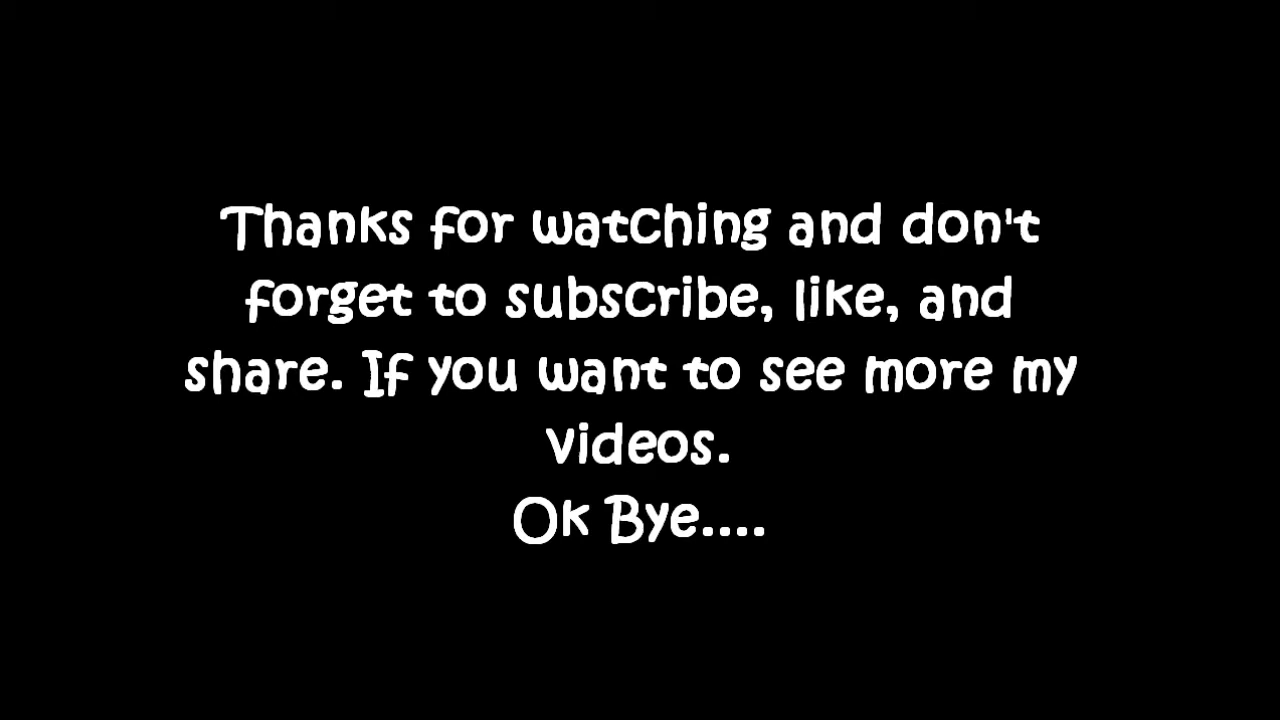 Thanks for watching and don't
forget to subscribe, like, and
share. If you want to see more my
videos.
Ok Bye....